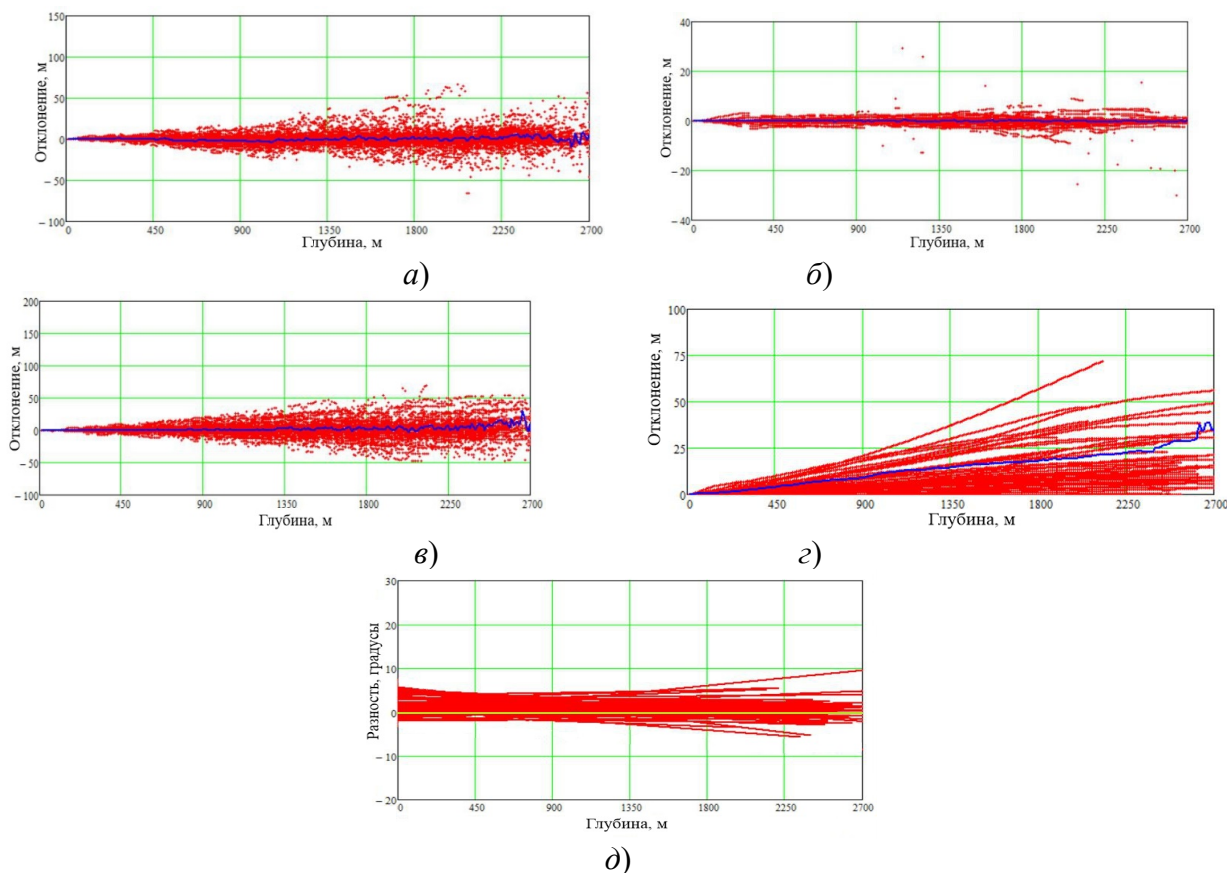 150
100
50
0
− 50
− 100
Отклонение, м
0 450 900 1350 1800 2250 2700
Глубина, м
а)
40
20
0
− 20
− 40
Отклонение, м
0 450 900 1350 1800 2250 2700
Глубина, м
б)
200
150
100
50
0
− 50
− 100
Отклонение, м
0 450 900 1350 1800 2250 2700
Глубина, м
в)
100
75
50
25
0
Отклонение, м
0 450 900 1350 1800 2250 2700
Глубина, м
г)
30
20
10
0
− 10
− 20
Разность, градусы
0 450 900 1350 1800 2250 2700
Глубина, м
д)